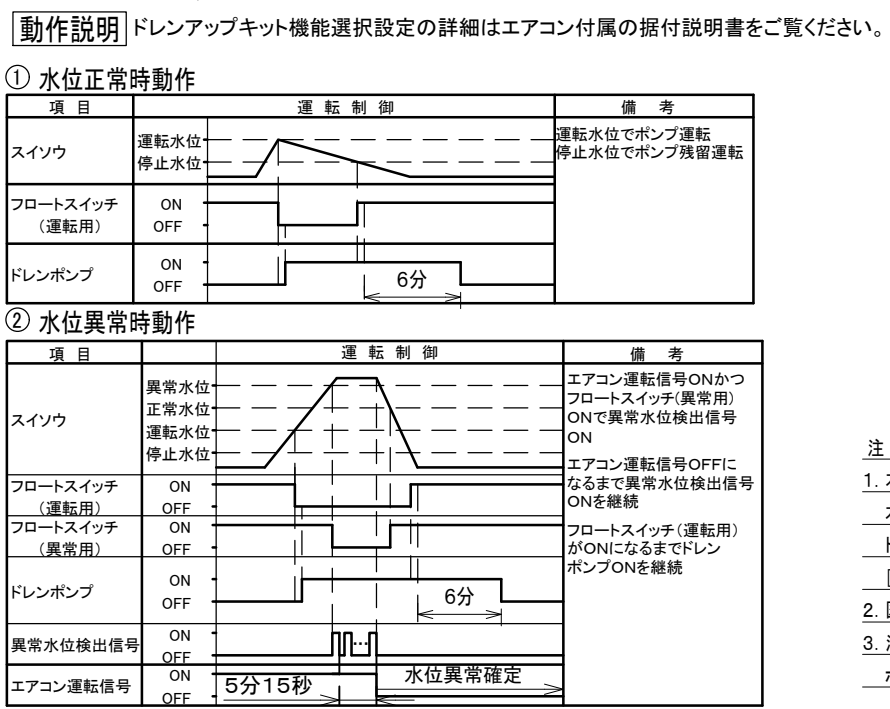 動作説明 ドレンアップキット機能選択設定の詳細はエアコン付属の据付説明書をご覧ください。
① 水位正常時動作
項 目 運 転 制 御 備 考
スイソウ
運転水位
停止水位
運転水位でポンプ運転
停止水位でポンプ残留運転
フロートスイッチ
(運転用)
ON
OFF
ドレンポンプ
ON
OFF
6分
② 水位異常時動作
項 目 運 転 制 御 備 考
スイソウ
異常水位
正常水位
運転水位
停止水位
エアコン運転信号ONかつ
フロートスイッチ(異常用)
ONで異常水位検出信号
ON
エアコン運転信号OFFに
なるまで異常水位検出信号
ONを継続
フロートスイッチ(運転用)
がONになるまでドレン
ポンプONを継続
フロートスイッチ
(運転用)
ON
OFF
フロートスイッチ
(異常用)
ON
OFF
ドレンポンプ
ON
OFF
6分
異常水位検出信号
ON
OFF
エアコン運転信号
ON
OFF
5分15秒
水位異常確定
注
1.
2.
3.